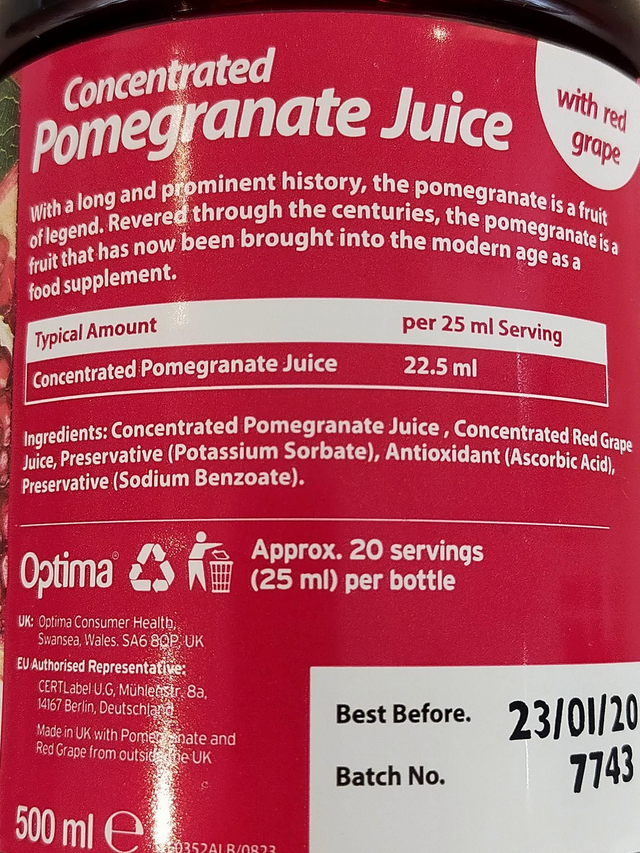 Concentrated
Pomegranate Juice
with red
grape
With a long and prominent history, the pomegranate is a fruit
of legend. Revered through the centuries, the pomegranate is a
fruit that has now been brought into the modern age as a
food supplement.
Typical Amount per 25 ml Serving
Concentrated Pomegranate Juice 22.5 ml
Ingredients: Concentrated Pomegranate Juice , Concentrated Red Grape
Juice, Preservative (Potassium Sorbate), Antioxidant (Ascorbic Acid),
Preservative (Sodium Benzoate).
Optima®
Approx. 20 servings
(25 ml) per bottle
UK: Optima Consumer Health,
Swansea, Wales. SA6 8QP, UK
EU Authorised Representative:
CERTLabel U.G, Mühlenstr. 8a,
14167 Berlin, Deutschland
Made in UK with Pomegranate and
Red Grape from outside the UK
Best Before. 23/01/20
Batch No. 7743
500 ml e